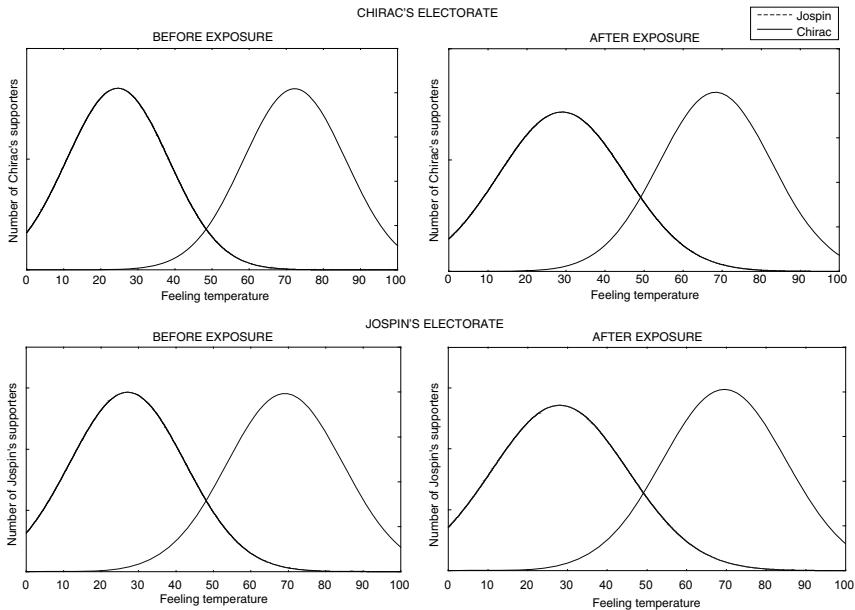 CHIRAC'S ELECTORATE
Jospin
Chirac
BEFORE EXPOSURE
AFTER EXPOSURE
Number of Chirac's supporters
Number of Chirac's supporters
0 10 20 30 40 50 60 70 80 90 100
0 10 20 30 40 50 60 70 80 90 100
Feeling temperature
Feeling temperature
JOSPIN'S ELECTORATE
BEFORE EXPOSURE
AFTER EXPOSURE
Number of Jospin's supporters
Number of Jospin's supporters
0 10 20 30 40 50 60 70 80 90 100
0 10 20 30 40 50 60 70 80 90 100
Feeling temperature
Feeling temperature